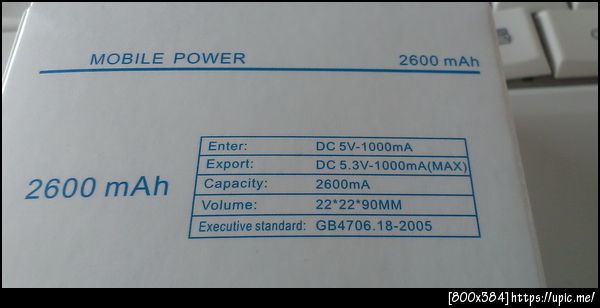 MOBILE POWER 2600 mAh
2600 mAh
Enter: DC 5V-1000mA
Export: DC 5.3V-1000mA(MAX)
Capacity: 2600mA
Volume: 22*22*90MM
Executive standard: GB4706.18-2005
[800x384]https://upic.me/